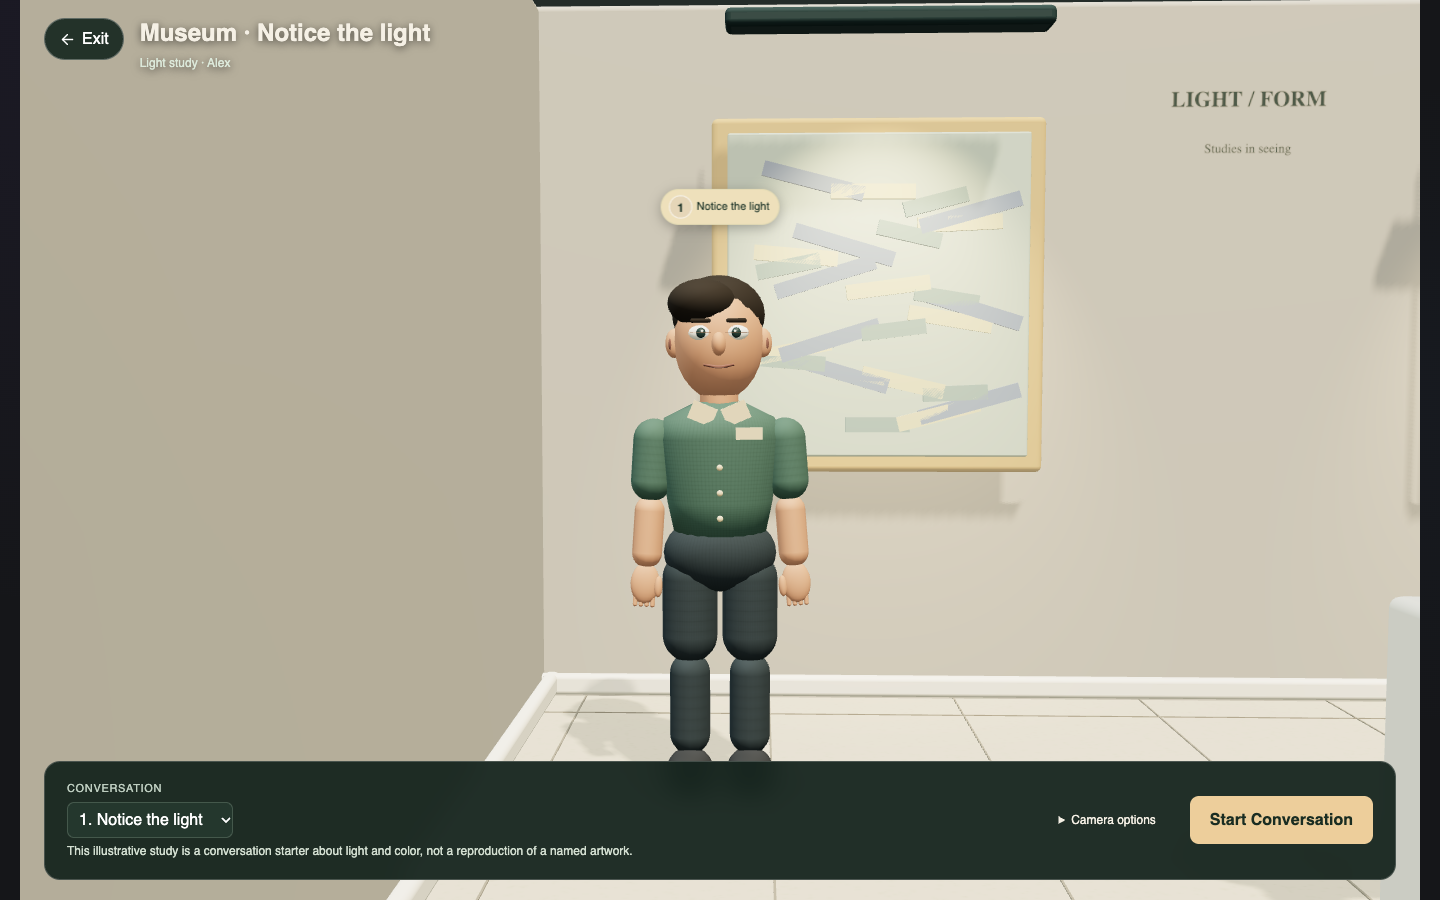 ← Exit
Museum · Notice the light
Light study · Alex
LIGHT / FORM
Studies in seeing
1 Notice the light
CONVERSATION
1. Notice the light
Camera options
Start Conversation
This illustrative study is a conversation starter about light and color, not a reproduction of a named artwork.